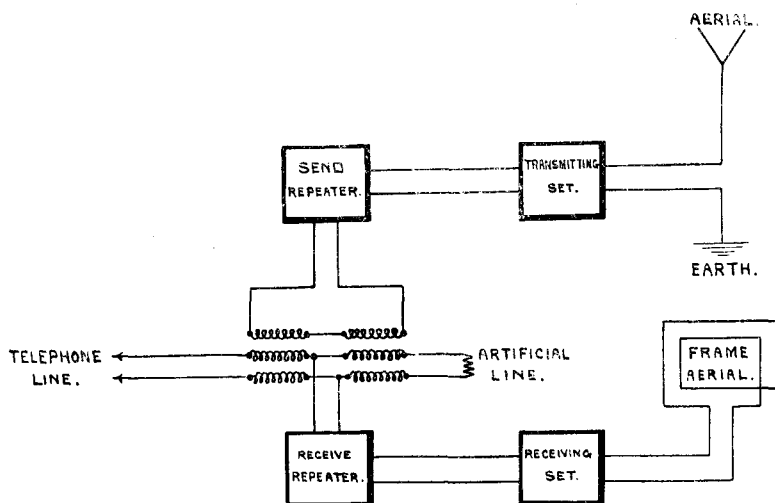 AERIAL.
SEND
REPEATER.
TRANSMITTING
SET.
EARTH.
TELEPHONE
LINE.
ARTIFICIAL
LINE.
FRAME
AERIAL.
RECEIVE
REPEATER.
RECEIVING
SET.